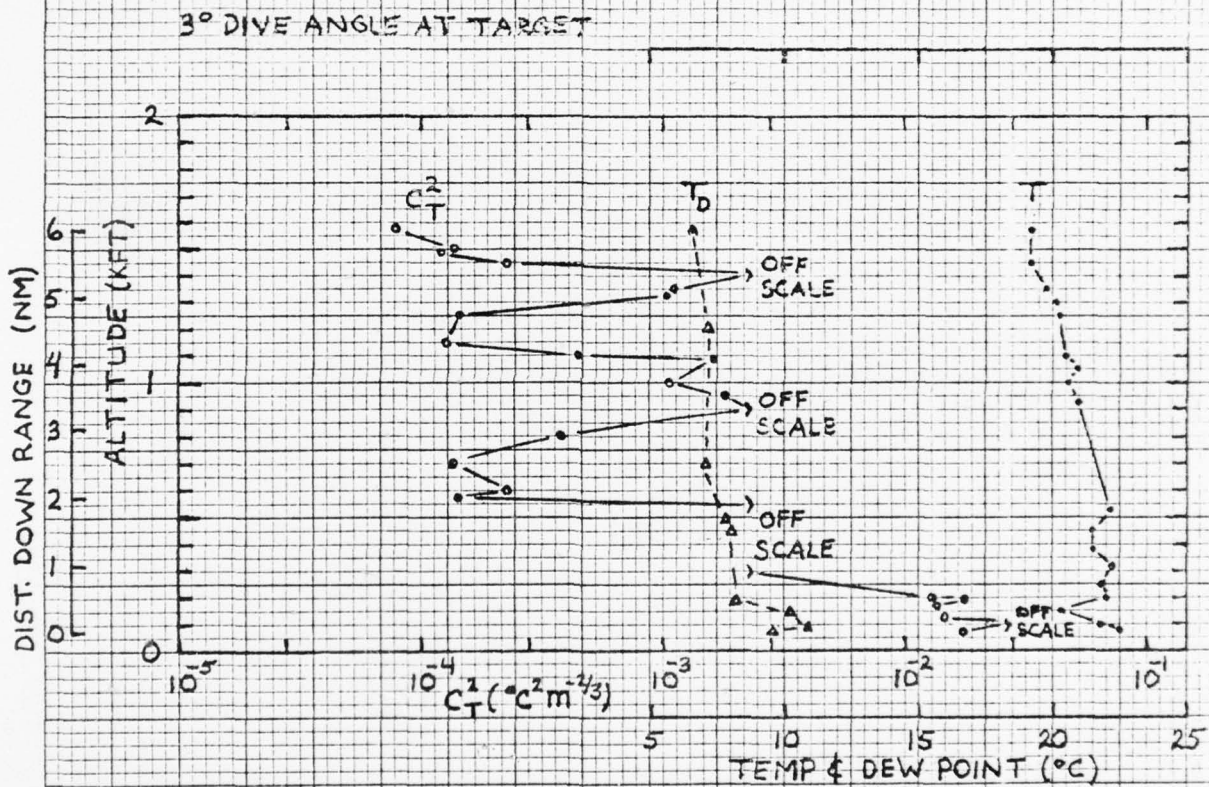 3° DIVE ANGLE AT TARGET
2
C_T^2
T_D
T
6
OFF
SCALE
5
4
1
OFF
SCALE
3
2
OFF
SCALE
1
OFF
SCALE
0
0
DIST. DOWN RANGE (NM)
ALTITUDE (KFT)
10^-5
10^-4
10^-3
10^-2
10^-1
C_T^2 (°C^2 m^-2/3)
5
10
15
20
25
TEMP & DEW POINT (°C)